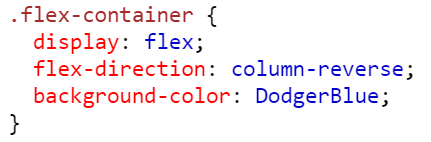 .flex-container {
  display: flex;
  flex-direction: column-reverse;
  background-color: DodgerBlue;
}